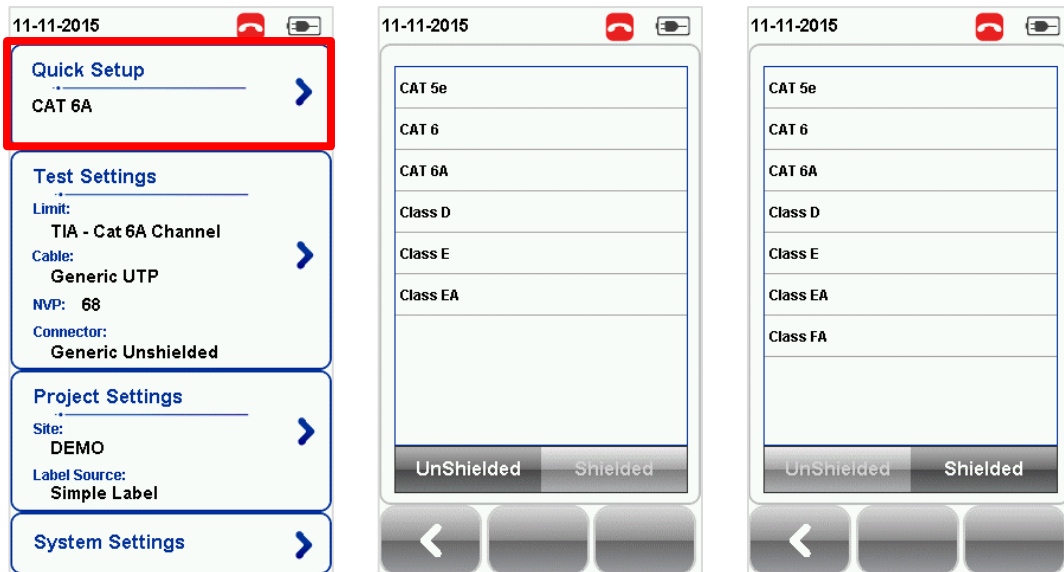 11-11-2015
Quick Setup
CAT 6A
Test Settings
Limit:
TIA - Cat 6A Channel
Cable:
Generic UTP
NVP: 68
Connector:
Generic Unshielded
Project Settings
Site:
DEMO
Label Source:
Simple Label
System Settings
11-11-2015
CAT 5e
CAT 6
CAT 6A
Class D
Class E
Class EA
UnShielded Shielded
11-11-2015
CAT 5e
CAT 6
CAT 6A
Class D
Class E
Class EA
Class FA
UnShielded Shielded